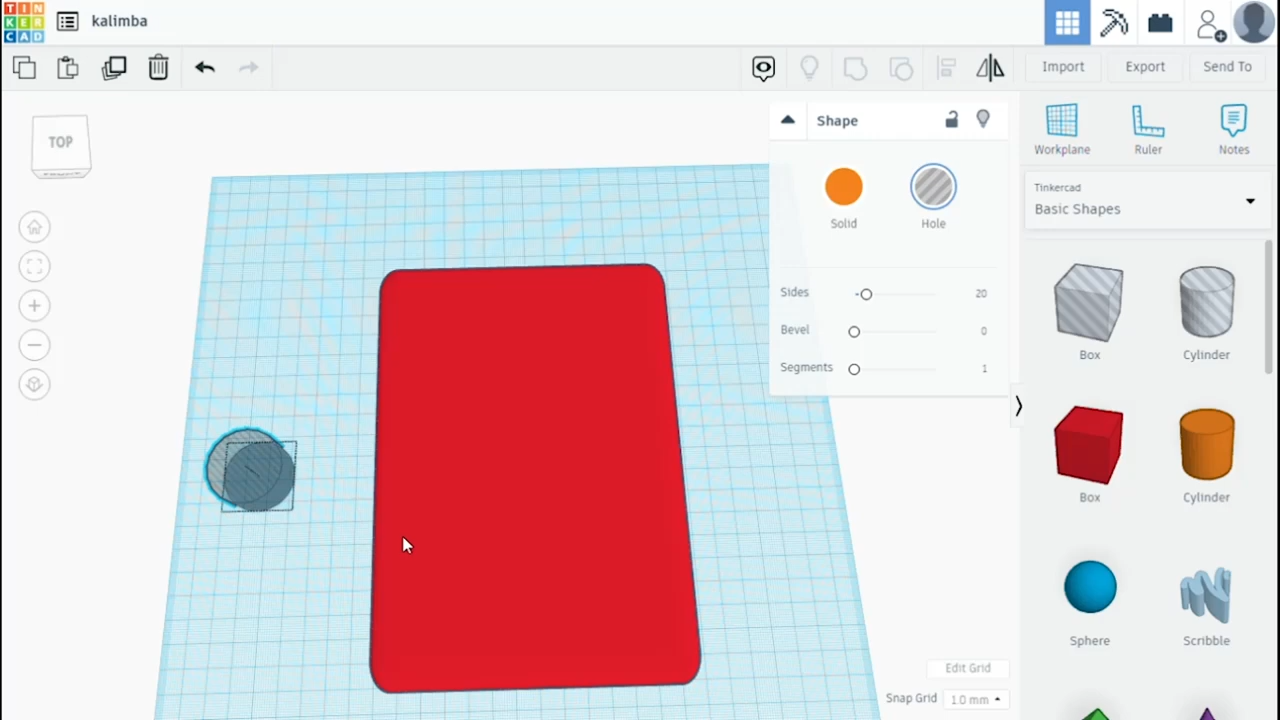 TIN
KER
CAD
kalimba
Import
Export
Send To
TOP
Shape
Solid
Hole
Sides
20
Bevel
0
Segments
1
Workplane
Ruler
Notes
Tinkercad
Basic Shapes
Box
Cylinder
Box
Cylinder
Sphere
Scribble
Edit Grid
Snap Grid
1.0 mm